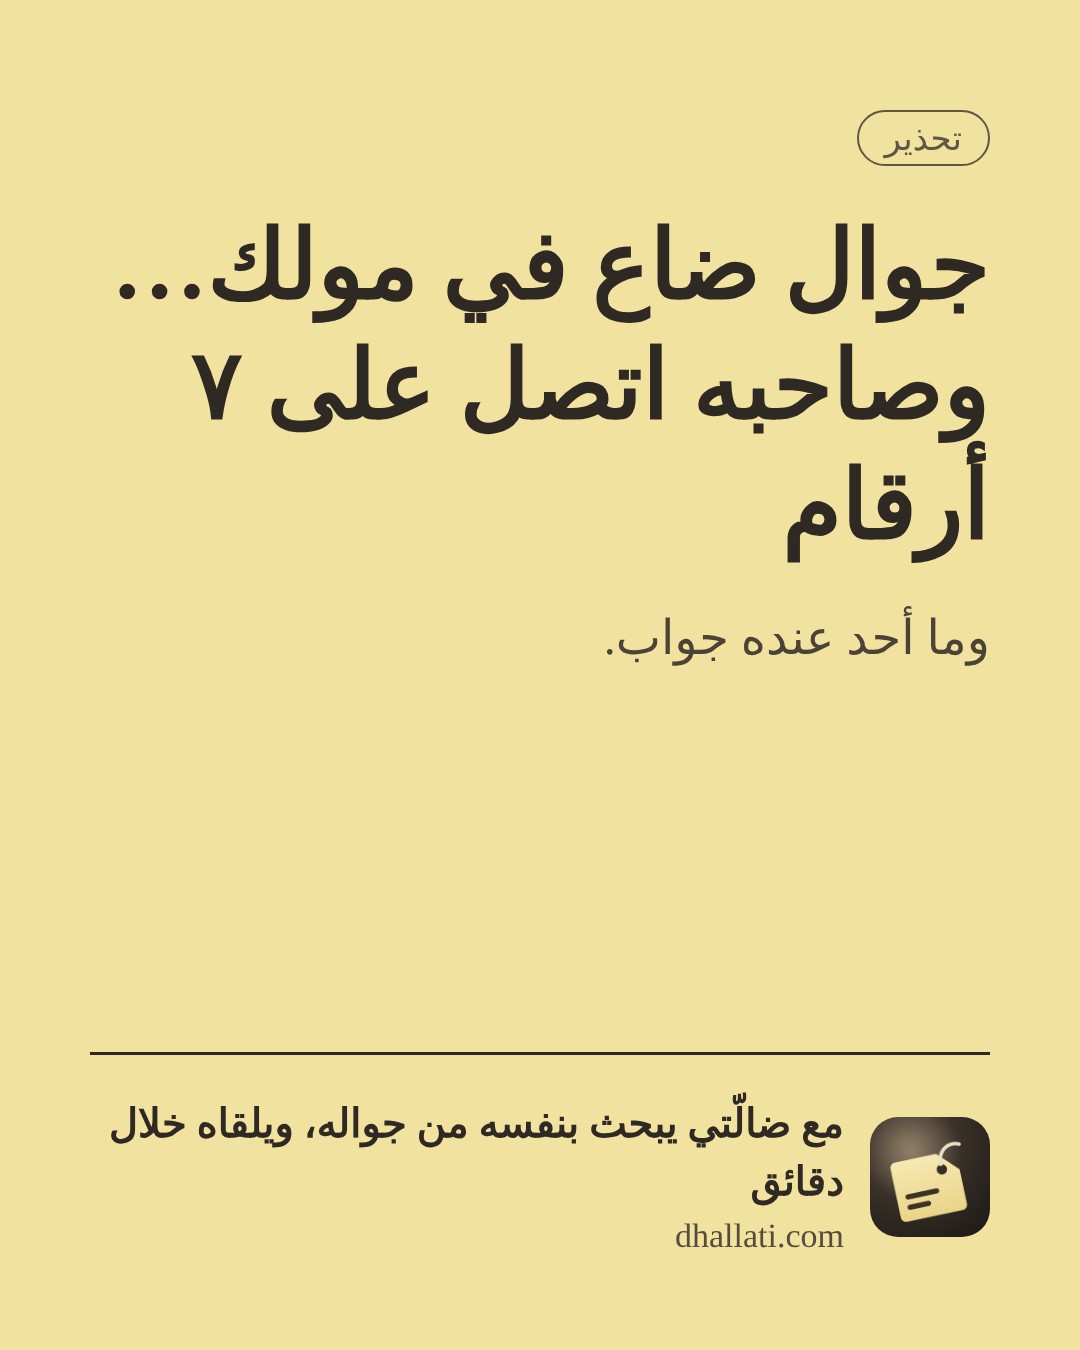 تحذير
جوال ضاع في مولك…
وصاحبه اتصل على ٧
أرقام
وما أحد عنده جواب.
مع ضالّتي يبحث بنفسه من جواله، ويلقاه خلال
دقائق
dhallati.com